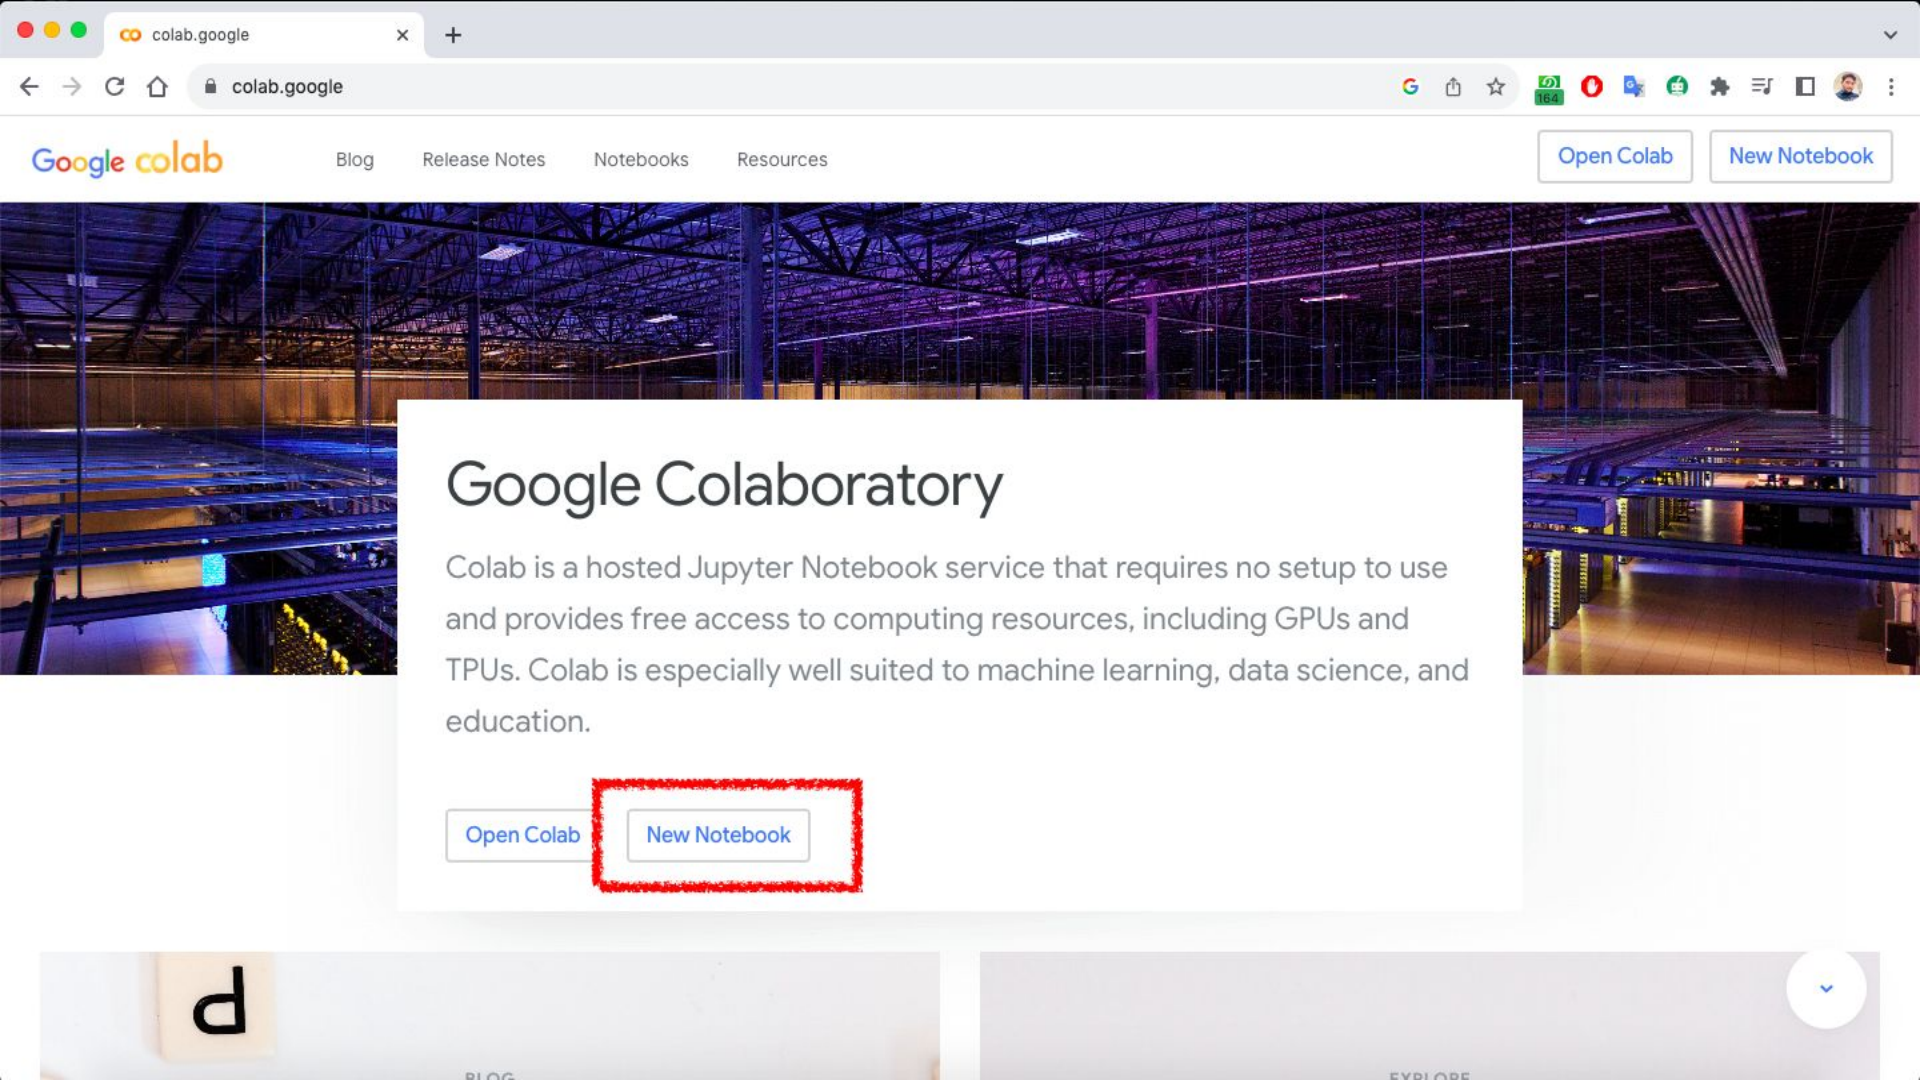 colab.google
colab.google
164
Google colab
Blog
Release Notes
Notebooks
Resources
Open Colab
New Notebook
Google Colaboratory
Colab is a hosted Jupyter Notebook service that requires no setup to use
and provides free access to computing resources, including GPUs and
TPUs. Colab is especially well suited to machine learning, data science, and
education.
Open Colab
New Notebook
d
BLOG
EXPLORE